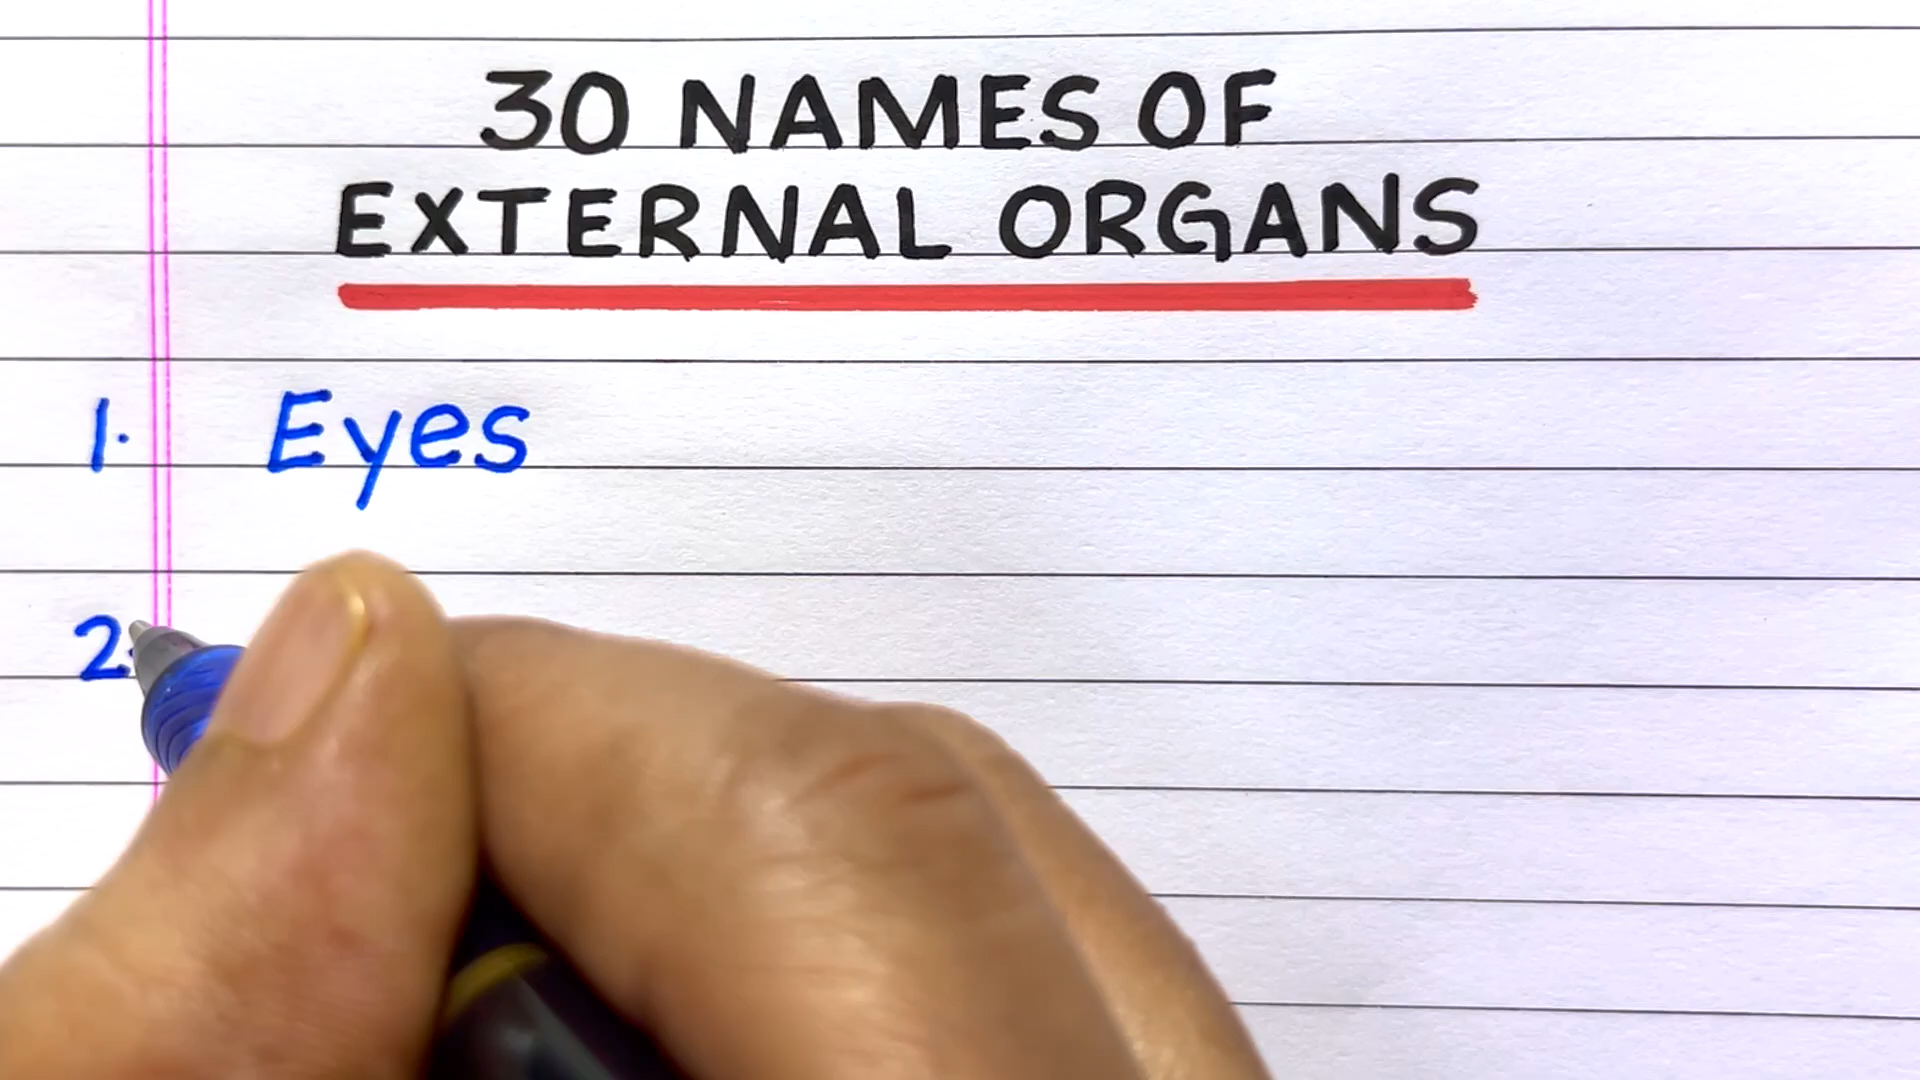 30 NAMES OF
EXTERNAL ORGANS
1. Eyes
2.